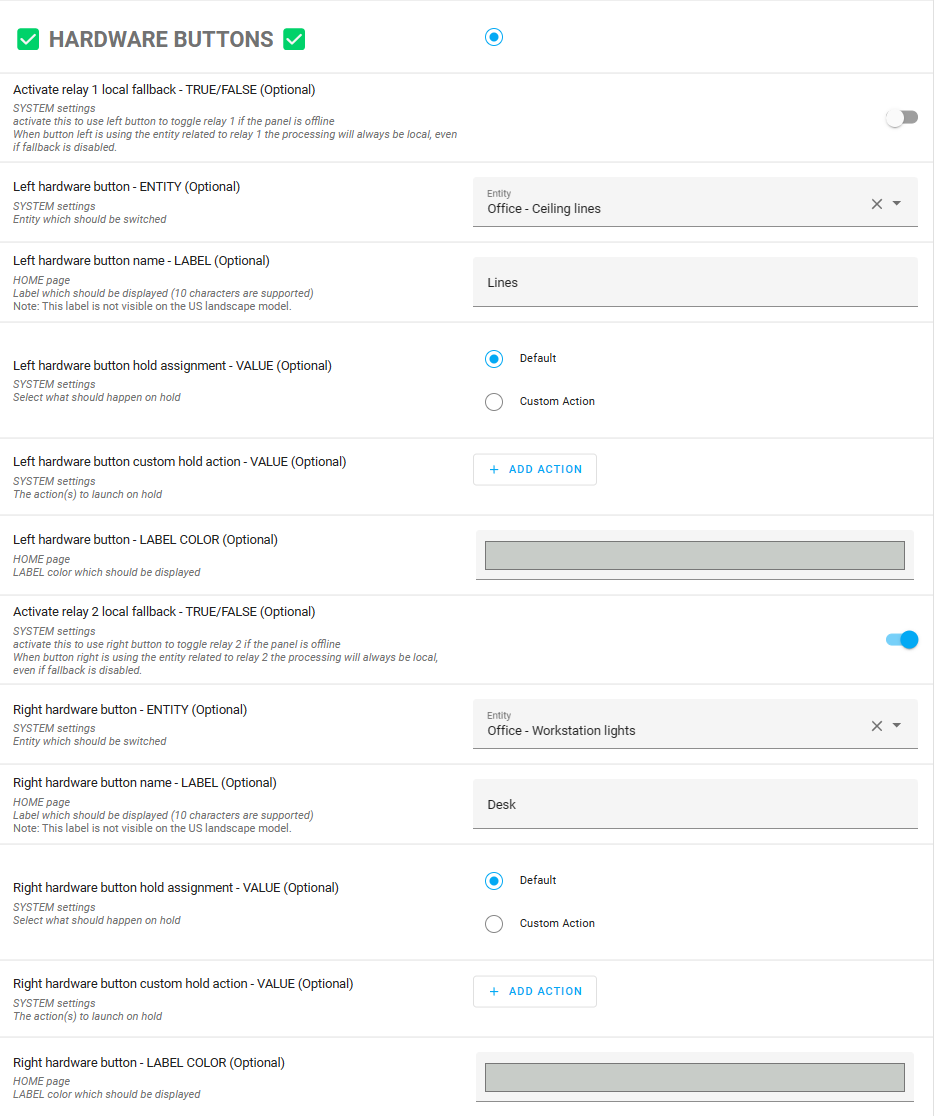 HARDWARE BUTTONS
Activate relay 1 local fallback - TRUE/FALSE (Optional)
SYSTEM settings
activate this to use left button to toggle relay 1 if the panel is offline
When button left is using the entity related to relay 1 the processing will always be local, even
if fallback is disabled.
Left hardware button - ENTITY (Optional)
SYSTEM settings
Entity which should be switched
Entity
Office - Ceiling lines
Left hardware button name - LABEL (Optional)
HOME page
Label which should be displayed (10 characters are supported)
Note: This label is not visible on the US landscape model.
Lines
Left hardware button hold assignment - VALUE (Optional)
SYSTEM settings
Select what should happen on hold
Default
Custom Action
Left hardware button custom hold action - VALUE (Optional)
SYSTEM settings
The action(s) to launch on hold
+ ADD ACTION
Left hardware button - LABEL COLOR (Optional)
HOME page
LABEL color which should be displayed
Activate relay 2 local fallback - TRUE/FALSE (Optional)
SYSTEM settings
activate this to use right button to toggle relay 2 if the panel is offline
When button right is using the entity related to relay 2 the processing will always be local,
even if fallback is disabled.
Right hardware button - ENTITY (Optional)
SYSTEM settings
Entity which should be switched
Entity
Office - Workstation lights
Right hardware button name - LABEL (Optional)
HOME page
Label which should be displayed (10 characters are supported)
Note: This label is not visible on the US landscape model.
Desk
Right hardware button hold assignment - VALUE (Optional)
SYSTEM settings
Select what should happen on hold
Default
Custom Action
Right hardware button custom hold action - VALUE (Optional)
SYSTEM settings
The action(s) to launch on hold
+ ADD ACTION
Right hardware button - LABEL COLOR (Optional)
HOME page
LABEL color which should be displayed